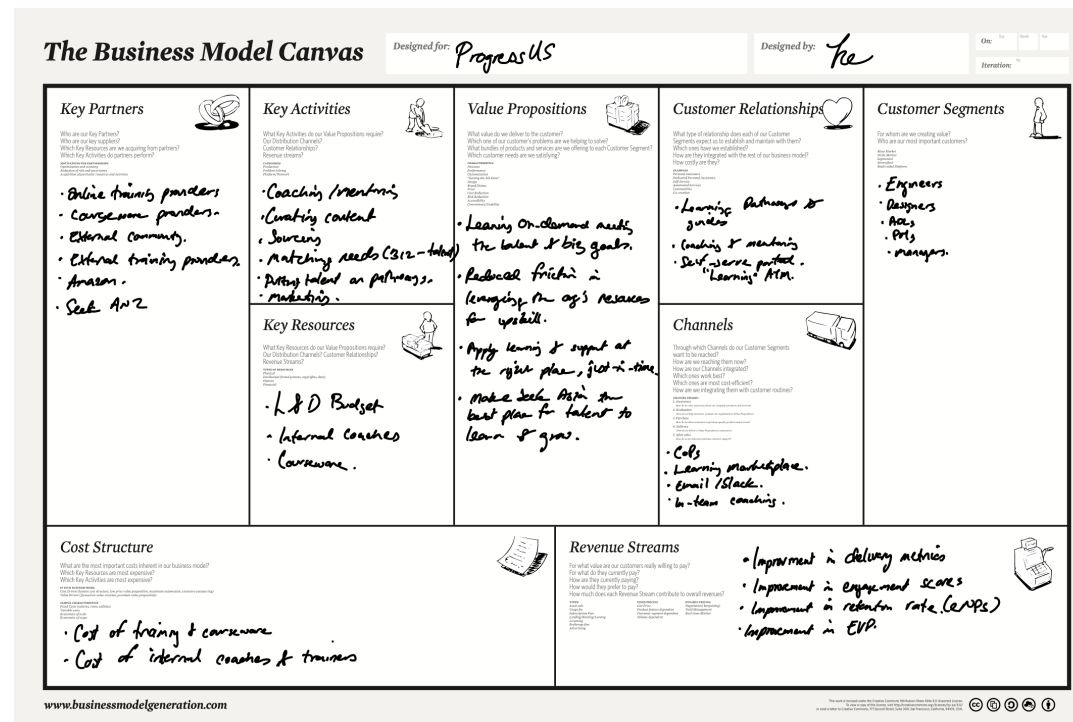 The Business Model Canvas
Designed for: ProgressUS
Designed by:
On:
Iteration:
Key Partners
Who are our Key Partners?
Who are our key suppliers?
Which Key Resources are we acquiring from partners?
Which Key Activities do partners perform?
• Online training providers
• Courseware providers.
• External community.
• External training providers
• Amazon.
• Seek ANZ
Key Activities
What Key Activities do our Value Propositions require?
Our Distribution Channels?
Customer Relationships?
Revenue streams?
• Coaching / Mentoring
• Curating content
• Sourcing
• Matching needs
• Putting talent on pathways.
• Marketing.
Key Resources
What Key Resources do our Value Propositions require?
Our Distribution Channels? Customer Relationships?
Revenue Streams?
• L&D Budget
• Internal Coaches
• Courseware.
Value Propositions
What value do we deliver to the customer?
Which one of our customer's problems are we helping to solve?
What bundles of products and services are we offering to each Customer Segment?
Which customer needs are we satisfying?
• Learning on-demand meets
the talent & big goals.
• Reduced friction in
leveraging the org's resources
for upskill.
• Apply learning & support at
the right place, just-in-time.
• Make Seek Asia the
best place for talent to
learn & grow.
Customer Relationships
What type of relationship does each of our Customer
Segments expect us to establish and maintain with them?
Which ones have we established?
How are they integrated with the rest of our business model?
How costly are they?
• Learning Pathways &
guides
• Coaching & mentoring
• Self-serve portal.
"Learning" ATM.
Channels
Through which Channels do our Customer Segments
want to be reached?
How are we reaching them now?
How are our Channels integrated?
Which ones work best?
Which ones are most cost-efficient?
How are we integrating them with customer routines?
• CoPs
• Learning marketplace.
• Email / Slack.
• In-team coaching.
Customer Segments
For whom are we creating value?
Who are our most important customers?
• Engineers
• Designers
• PMs
• managers.
Cost Structure
What are the most important costs inherent in our business model?
Which Key Resources are most expensive?
Which Key Activities are most expensive?
• Cost of training & courseware
• Cost of internal coaches & trainers
Revenue Streams
For what value are our customers really willing to pay?
For what do they currently pay?
How are they currently paying?
How would they prefer to pay?
How much does each Revenue Stream contribute to overall revenues?
• Improvment in delivery metrics
• Improvement in engagement scores
• Improvment in retention rate. (eNPS)
• Improvment in EVP.
www.businessmodelgeneration.com